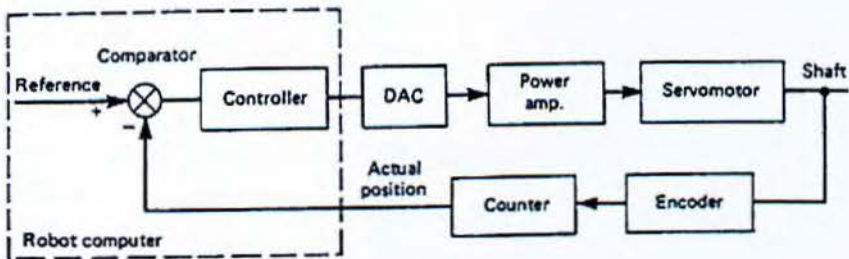 Comparator
Reference
+
−
Controller
DAC
Power
amp.
Servomotor
Shaft
Actual
position
Counter
Encoder
Robot computer